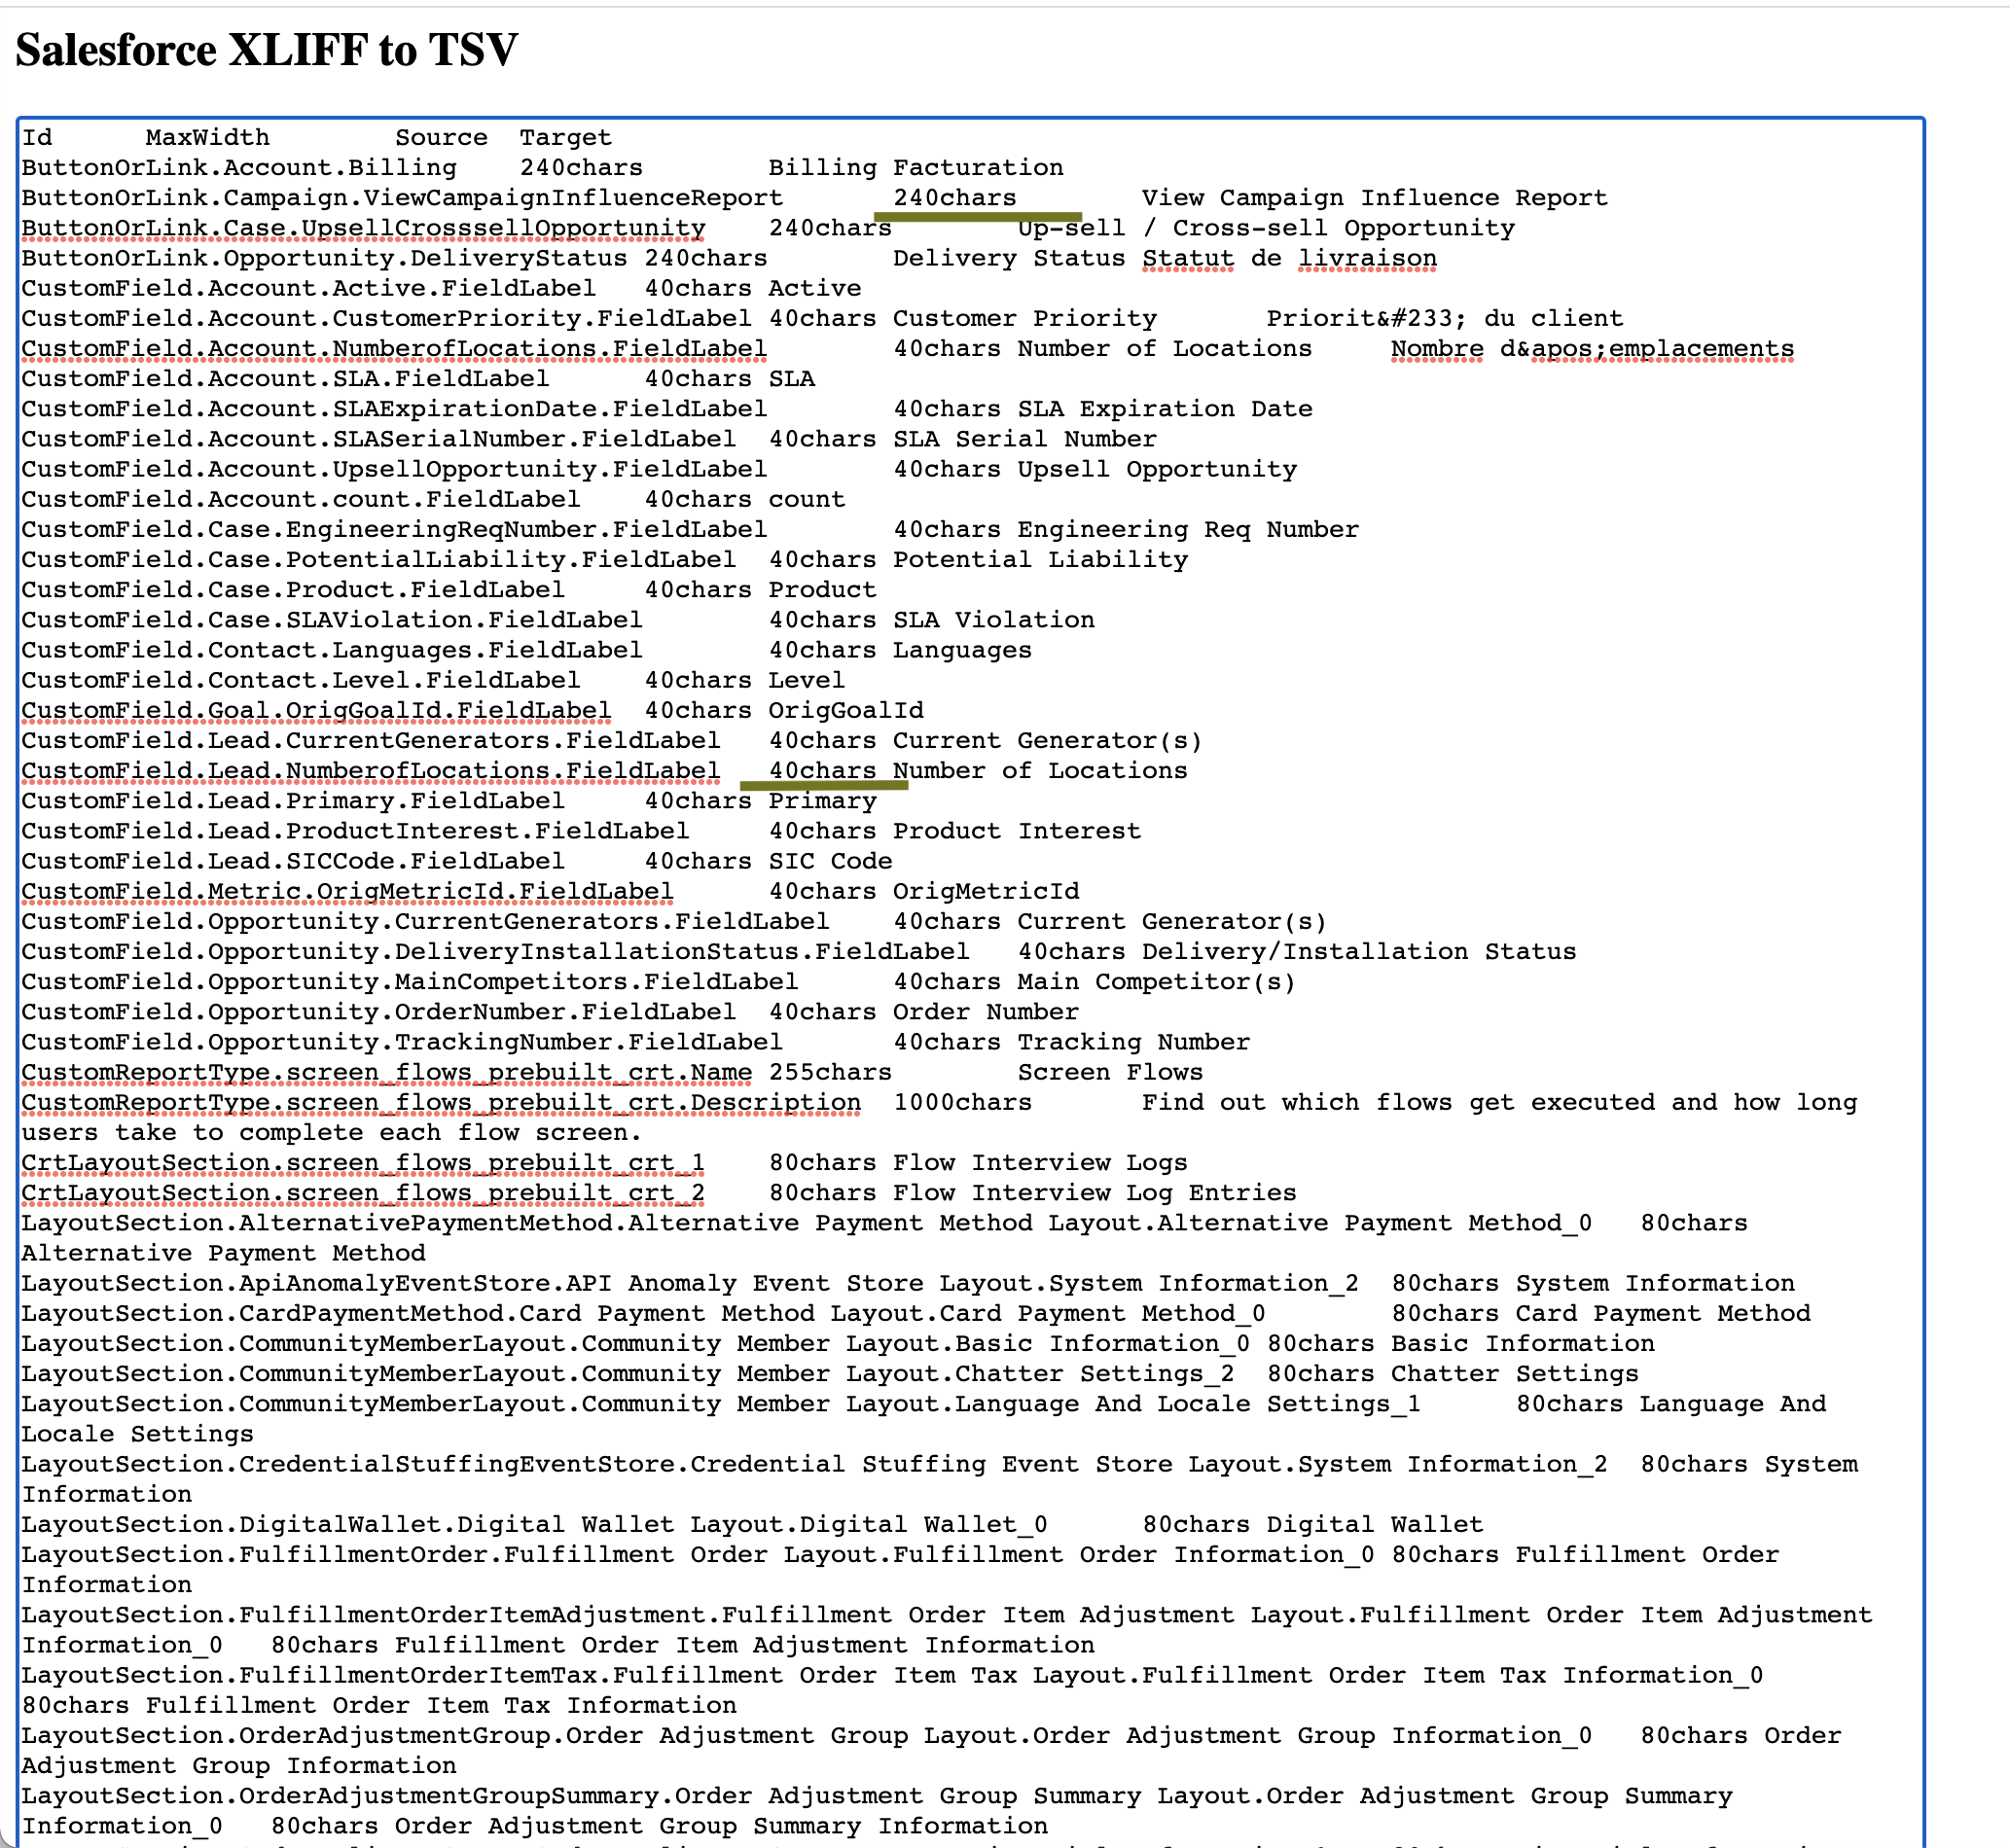 Salesforce XLIFF to TSV
Id MaxWidth Source Target
ButtonOrLink.Account.Billing 240chars Billing Facturation
ButtonOrLink.Campaign.ViewCampaignInfluenceReport 240chars View Campaign Influence Report
ButtonOrLink.Case.UpsellCrosssellOpportunity 240chars Up-sell / Cross-sell Opportunity
ButtonOrLink.Opportunity.DeliveryStatus 240chars Delivery Status Statut de livraison
CustomField.Account.Active.FieldLabel 40chars Active
CustomField.Account.CustomerPriority.FieldLabel 40chars Customer Priority Priorit&#233; du client
CustomField.Account.NumberofLocations.FieldLabel 40chars Number of Locations Nombre d&apos;emplacements
CustomField.Account.SLA.FieldLabel 40chars SLA
CustomField.Account.SLAExpirationDate.FieldLabel 40chars SLA Expiration Date
CustomField.Account.SLASerialNumber.FieldLabel 40chars SLA Serial Number
CustomField.Account.UpsellOpportunity.FieldLabel 40chars Upsell Opportunity
CustomField.Account.count.FieldLabel 40chars count
CustomField.Case.EngineeringReqNumber.FieldLabel 40chars Engineering Req Number
CustomField.Case.PotentialLiability.FieldLabel 40chars Potential Liability
CustomField.Case.Product.FieldLabel 40chars Product
CustomField.Case.SLAViolation.FieldLabel 40chars SLA Violation
CustomField.Contact.Languages.FieldLabel 40chars Languages
CustomField.Contact.Level.FieldLabel 40chars Level
CustomField.Goal.OrigGoalId.FieldLabel 40chars OrigGoalId
CustomField.Lead.CurrentGenerators.FieldLabel 40chars Current Generator(s)
CustomField.Lead.NumberofLocations.FieldLabel 40chars Number of Locations
CustomField.Lead.Primary.FieldLabel 40chars Primary
CustomField.Lead.ProductInterest.FieldLabel 40chars Product Interest
CustomField.Lead.SICCode.FieldLabel 40chars SIC Code
CustomField.Metric.OrigMetricId.FieldLabel 40chars OrigMetricId
CustomField.Opportunity.CurrentGenerators.FieldLabel 40chars Current Generator(s)
CustomField.Opportunity.DeliveryInstallationStatus.FieldLabel 40chars Delivery/Installation Status
CustomField.Opportunity.MainCompetitors.FieldLabel 40chars Main Competitor(s)
CustomField.Opportunity.OrderNumber.FieldLabel 40chars Order Number
CustomField.Opportunity.TrackingNumber.FieldLabel 40chars Tracking Number
CustomReportType.screen_flows_prebuilt_crt.Name 255chars Screen Flows
CustomReportType.screen_flows_prebuilt_crt.Description 1000chars Find out which flows get executed and how long
users take to complete each flow screen.
CrtLayoutSection.screen_flows_prebuilt_crt_1 80chars Flow Interview Logs
CrtLayoutSection.screen_flows_prebuilt_crt_2 80chars Flow Interview Log Entries
LayoutSection.AlternativePaymentMethod.Alternative Payment Method Layout.Alternative Payment Method_0 80chars
Alternative Payment Method
LayoutSection.ApiAnomalyEventStore.API Anomaly Event Store Layout.System Information_2 80chars System Information
LayoutSection.CardPaymentMethod.Card Payment Method Layout.Card Payment Method_0 80chars Card Payment Method
LayoutSection.CommunityMemberLayout.Community Member Layout.Basic Information_0 80chars Basic Information
LayoutSection.CommunityMemberLayout.Community Member Layout.Chatter Settings_2 80chars Chatter Settings
LayoutSection.CommunityMemberLayout.Community Member Layout.Language And Locale Settings_1 80chars Language And
Locale Settings
LayoutSection.CredentialStuffingEventStore.Credential Stuffing Event Store Layout.System Information_2 80chars System
Information
LayoutSection.DigitalWallet.Digital Wallet Layout.Digital Wallet_0 80chars Digital Wallet
LayoutSection.FulfillmentOrder.Fulfillment Order Layout.Fulfillment Order Information_0 80chars Fulfillment Order
Information
LayoutSection.FulfillmentOrderItemAdjustment.Fulfillment Order Item Adjustment Layout.Fulfillment Order Item Adjustment
Information_0 80chars Fulfillment Order Item Adjustment Information
LayoutSection.FulfillmentOrderItemTax.Fulfillment Order Item Tax Layout.Fulfillment Order Item Tax Information_0
80chars Fulfillment Order Item Tax Information
LayoutSection.OrderAdjustmentGroup.Order Adjustment Group Layout.Order Adjustment Group Information_0 80chars Order
Adjustment Group Information
LayoutSection.OrderAdjustmentGroupSummary.Order Adjustment Group Summary Layout.Order Adjustment Group Summary
Information_0 80chars Order Adjustment Group Summary Information